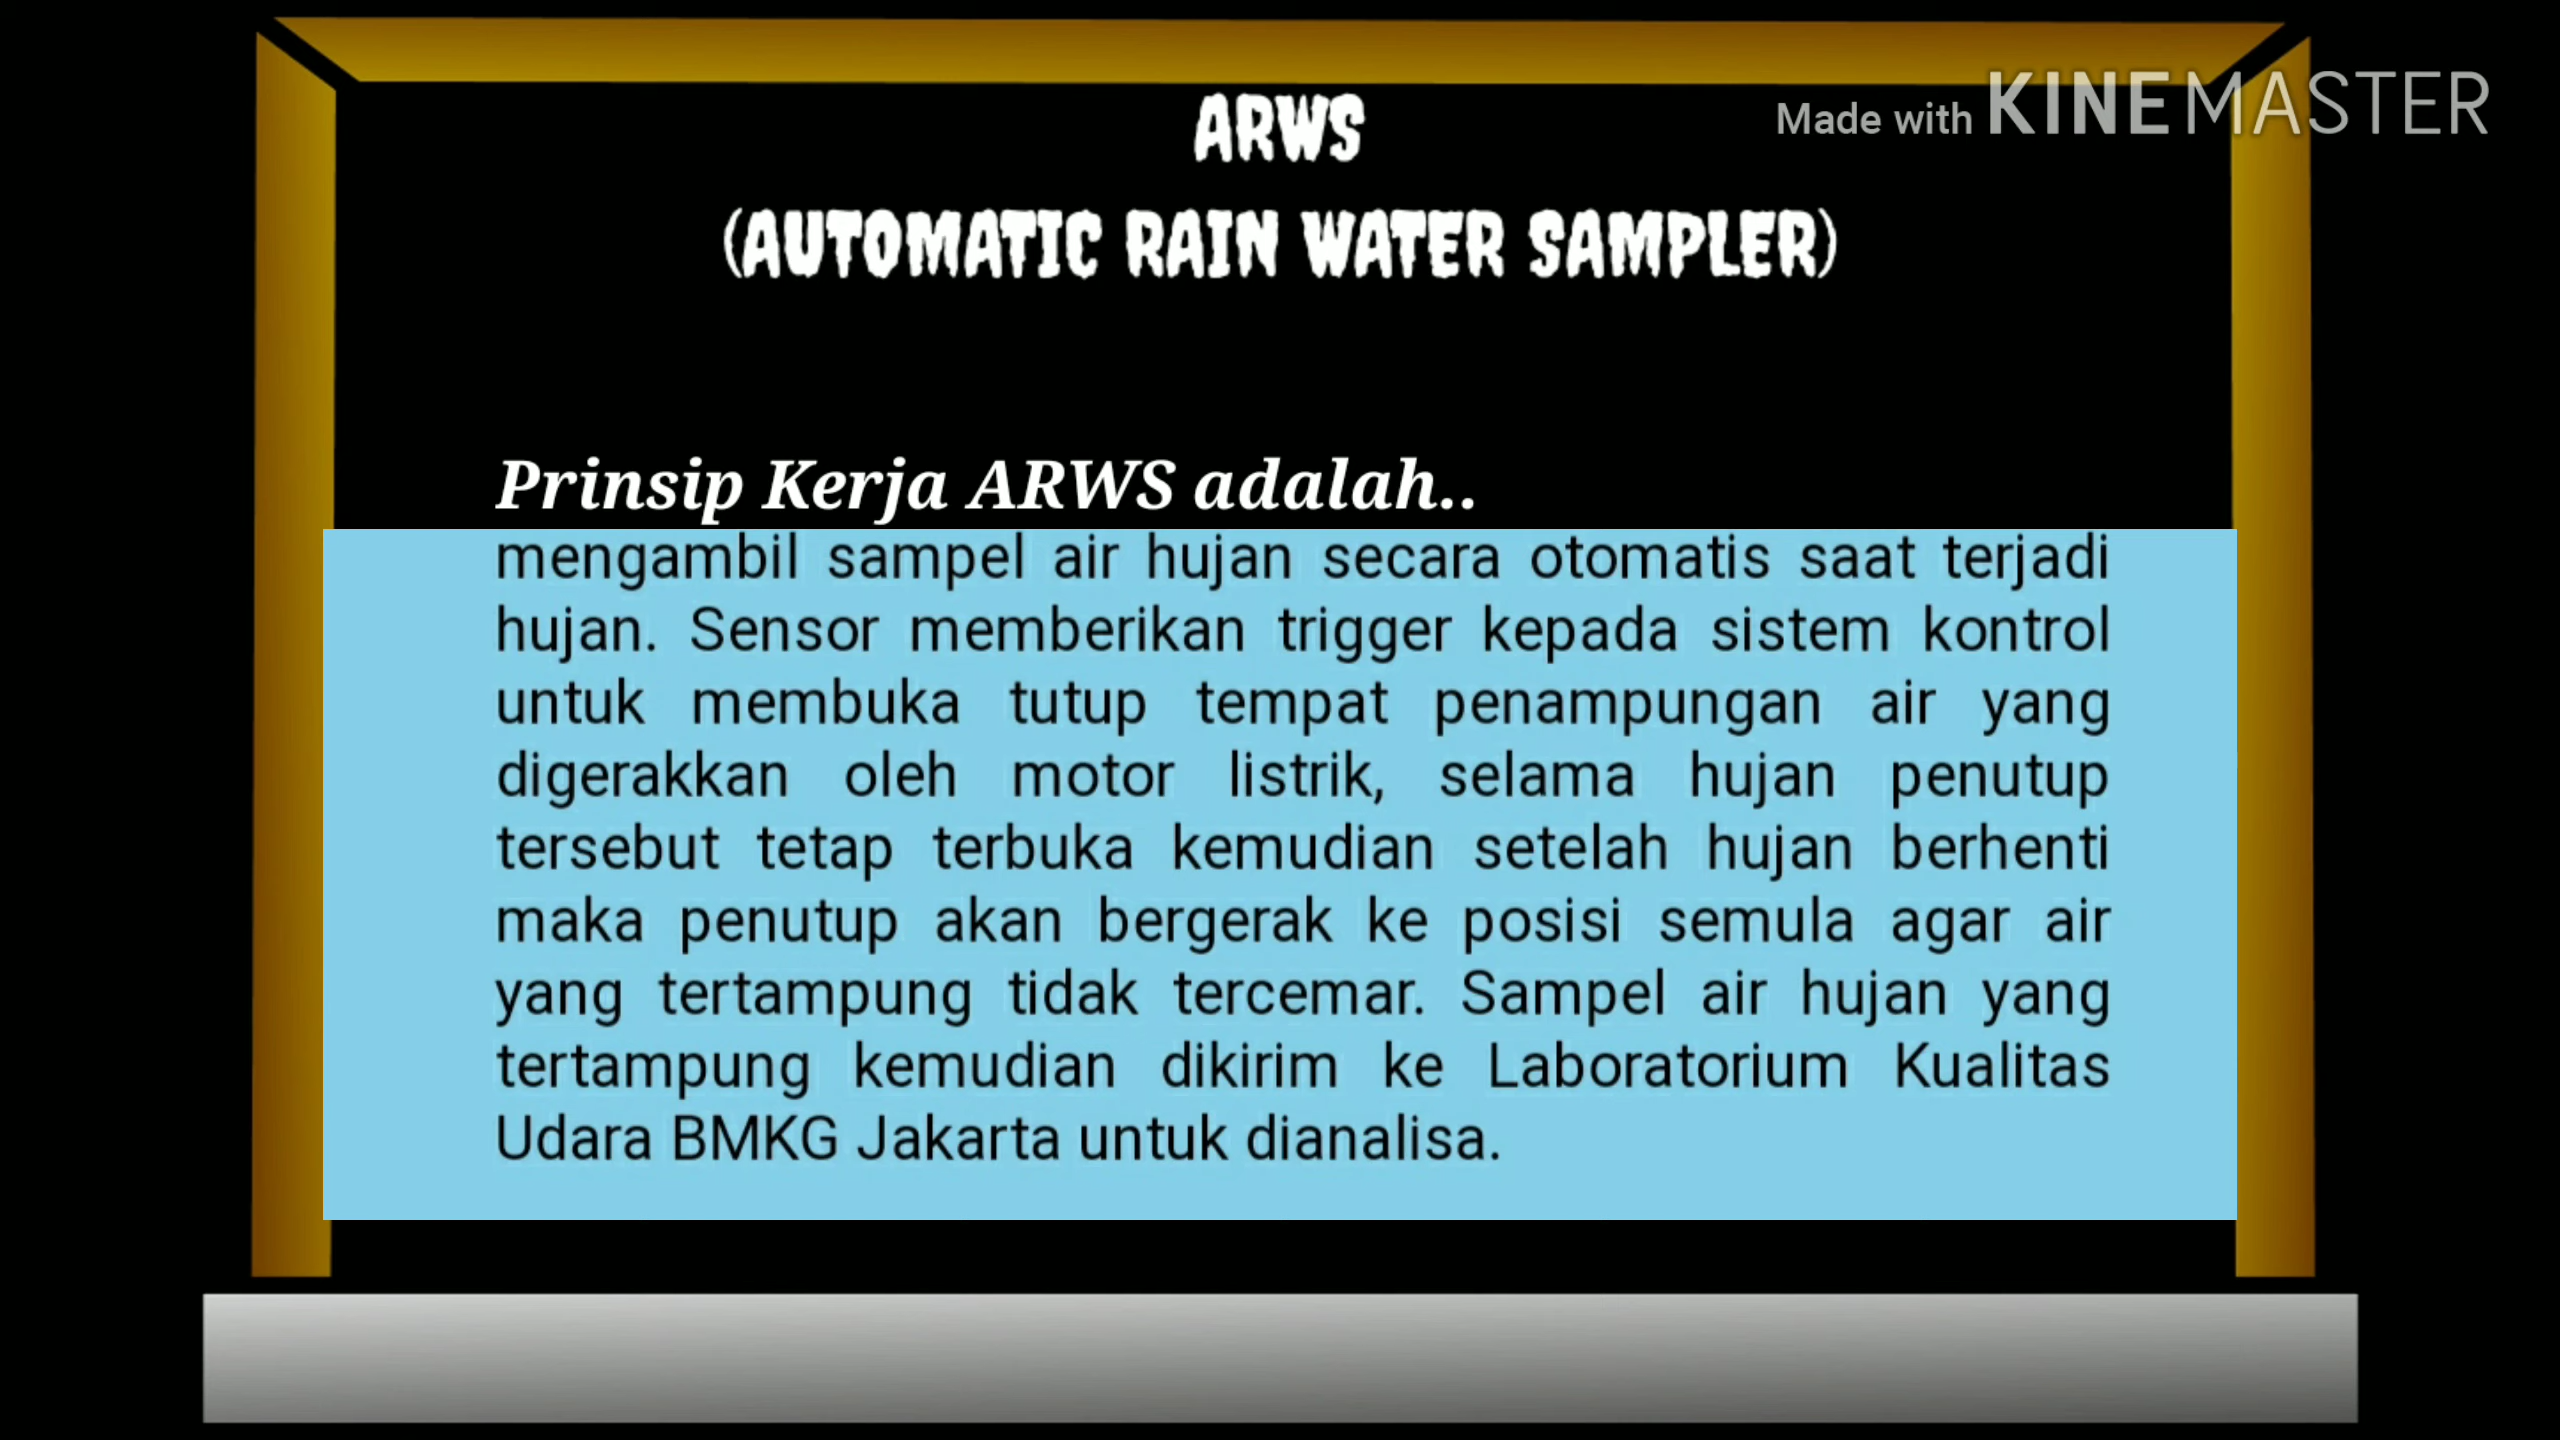 ARWS
Made with KINEMASTER
(AUTOMATIC RAIN WATER SAMPLER)
Prinsip Kerja ARWS adalah..
mengambil sampel air hujan secara otomatis saat terjadi
hujan. Sensor memberikan trigger kepada sistem kontrol
untuk membuka tutup tempat penampungan air yang
digerakkan oleh motor listrik, selama hujan penutup
tersebut tetap terbuka kemudian setelah hujan berhenti
maka penutup akan bergerak ke posisi semula agar air
yang tertampung tidak tercemar. Sampel air hujan yang
tertampung kemudian dikirim ke Laboratorium Kualitas
Udara BMKG Jakarta untuk dianalisa.